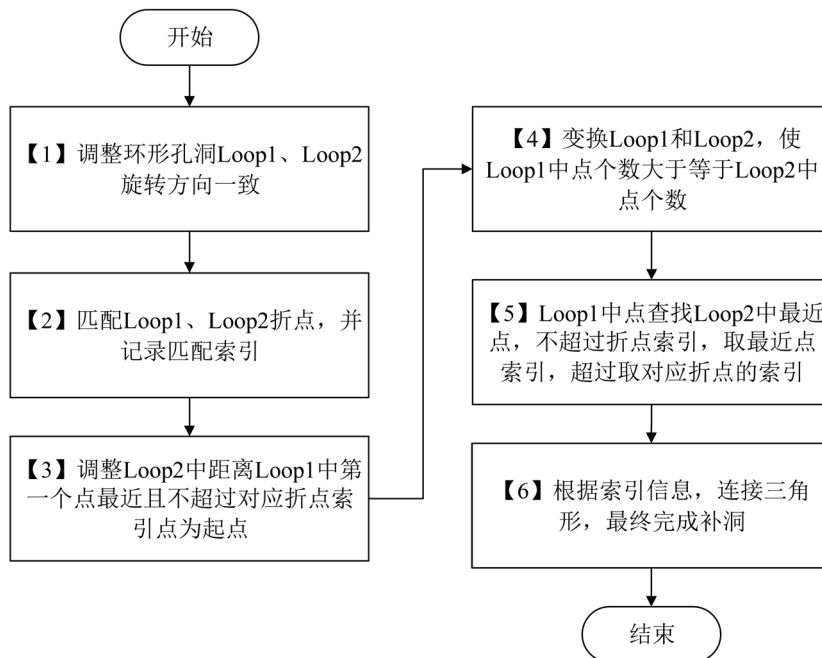 开始
【1】调整环形孔洞Loop1、Loop2
旋转方向一致
【2】匹配Loop1、Loop2折点，并
记录匹配索引
【3】调整Loop2中距离Loop1中第
一个点最近且不超过对应折点索
引点为起点
【4】变换Loop1和Loop2，使
Loop1中点个数大于等于Loop2中
点个数
【5】Loop1中点查找Loop2中最近
点，不超过折点索引，取最近点
索引，超过取对应折点的索引
【6】根据索引信息，连接三角
形，最终完成补洞
结束